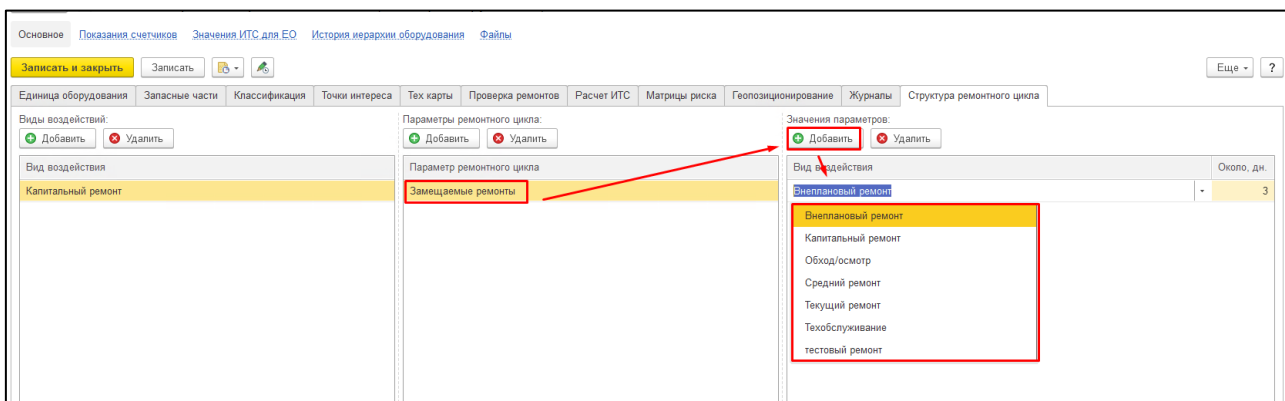 Основное Показания счетчиков Значения ИТС для ЕО История иерархии оборудования Файлы
Записать и закрыть Записать Еще ?
Единица оборудования Запасные части Классификация Точки интереса Тех карты Проверка ремонтов Расчет ИТС Матрицы риска Геопозиционирование Журналы Структура ремонтного цикла
Виды воздействий: Параметры ремонтного цикла: Значения параметров:
Добавить Удалить Добавить Удалить Добавить Удалить
Вид воздействия Параметр ремонтного цикла Вид воздействия Около, дн.
Капитальный ремонт Замещаемые ремонты Внеплановый ремонт 3
Внеплановый ремонт
Капитальный ремонт
Обход/осмотр
Средний ремонт
Текущий ремонт
Техобслуживание
тестовый ремонт